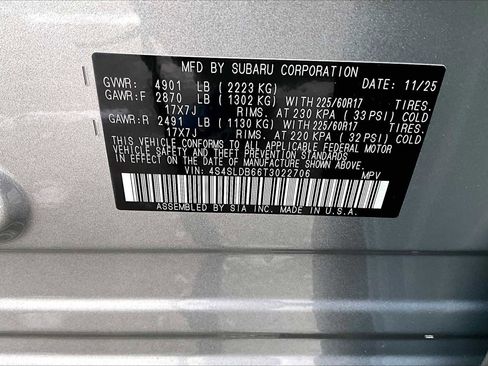 MFD BY SUBARU CORPORATION
GVWR: 4901 LB ( 2223 KG) DATE: 11/25
GAWR:F 2870 LB ( 1302 KG) WITH 225/60R17 TIRES.
17X7J RIMS. AT 230 KPA ( 33 PSI) COLD
GAWR:R 2491 LB ( 1130 KG) WITH 225/60R17 TIRES.
17X7J RIMS. AT 220 KPA ( 32 PSI) COLD
THIS VEHICLE CONFORMS TO ALL APPLICABLE FEDERAL MOTOR
VEHICLE SAFETY AND THEFT PREVENTION STANDARDS
IN EFFECT ON THE DATE OF MANUFACTURE SHOWN ABOVE.
VIN: 4S4SLDB66T3022706 MPV
ASSEMBLED BY SIA INC. MADE IN U.S.A.